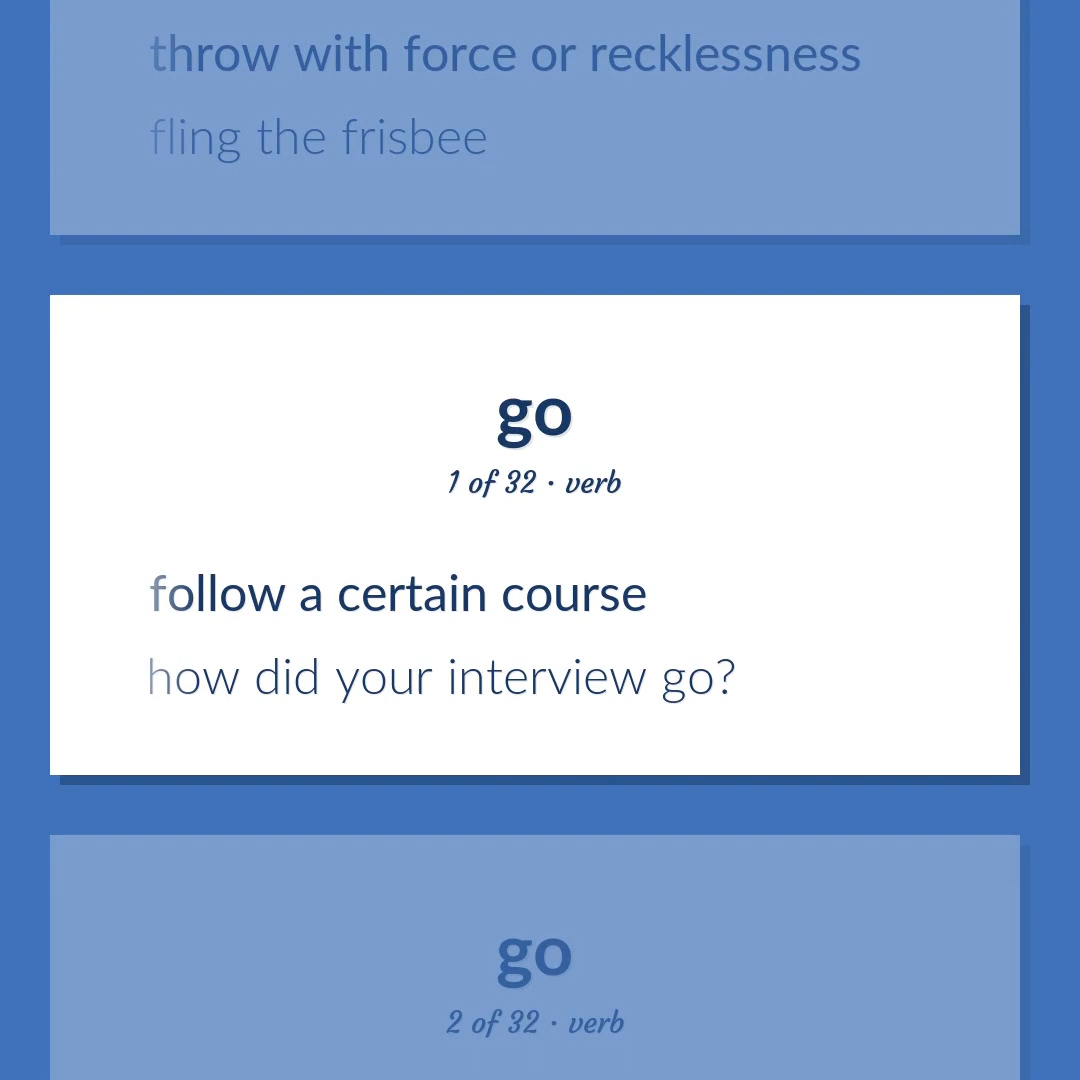 throw with force or recklessness
fling the frisbee
go
1 of 32 · verb
follow a certain course
how did your interview go?
go
2 of 32 · verb